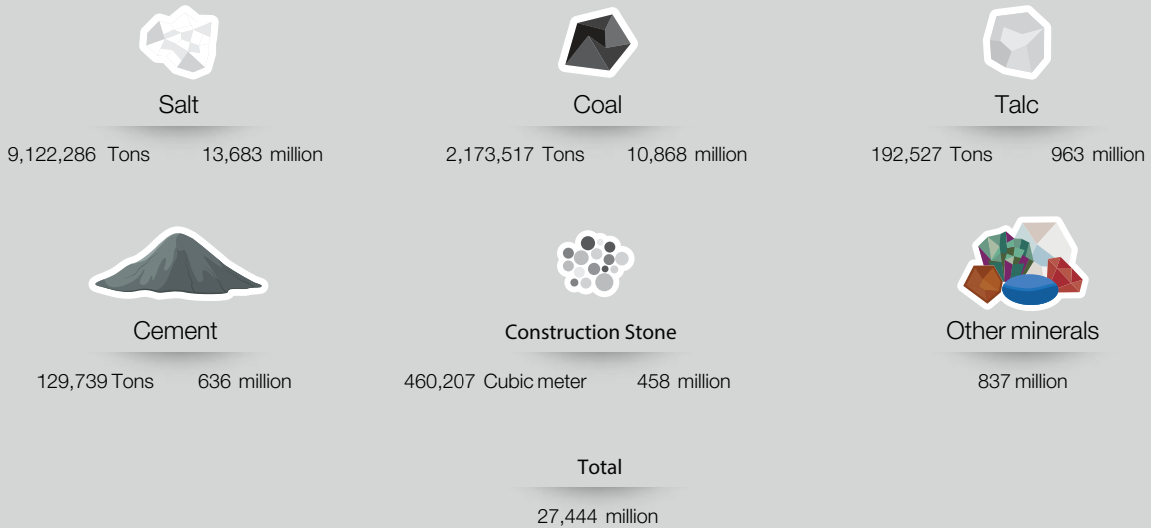 Salt
9,122,286 Tons 13,683 million
Coal
2,173,517 Tons 10,868 million
Talc
192,527 Tons 963 million
Cement
129,739 Tons 636 million
Construction Stone
460,207 Cubic meter 458 million
Other minerals
837 million
Total
27,444 million